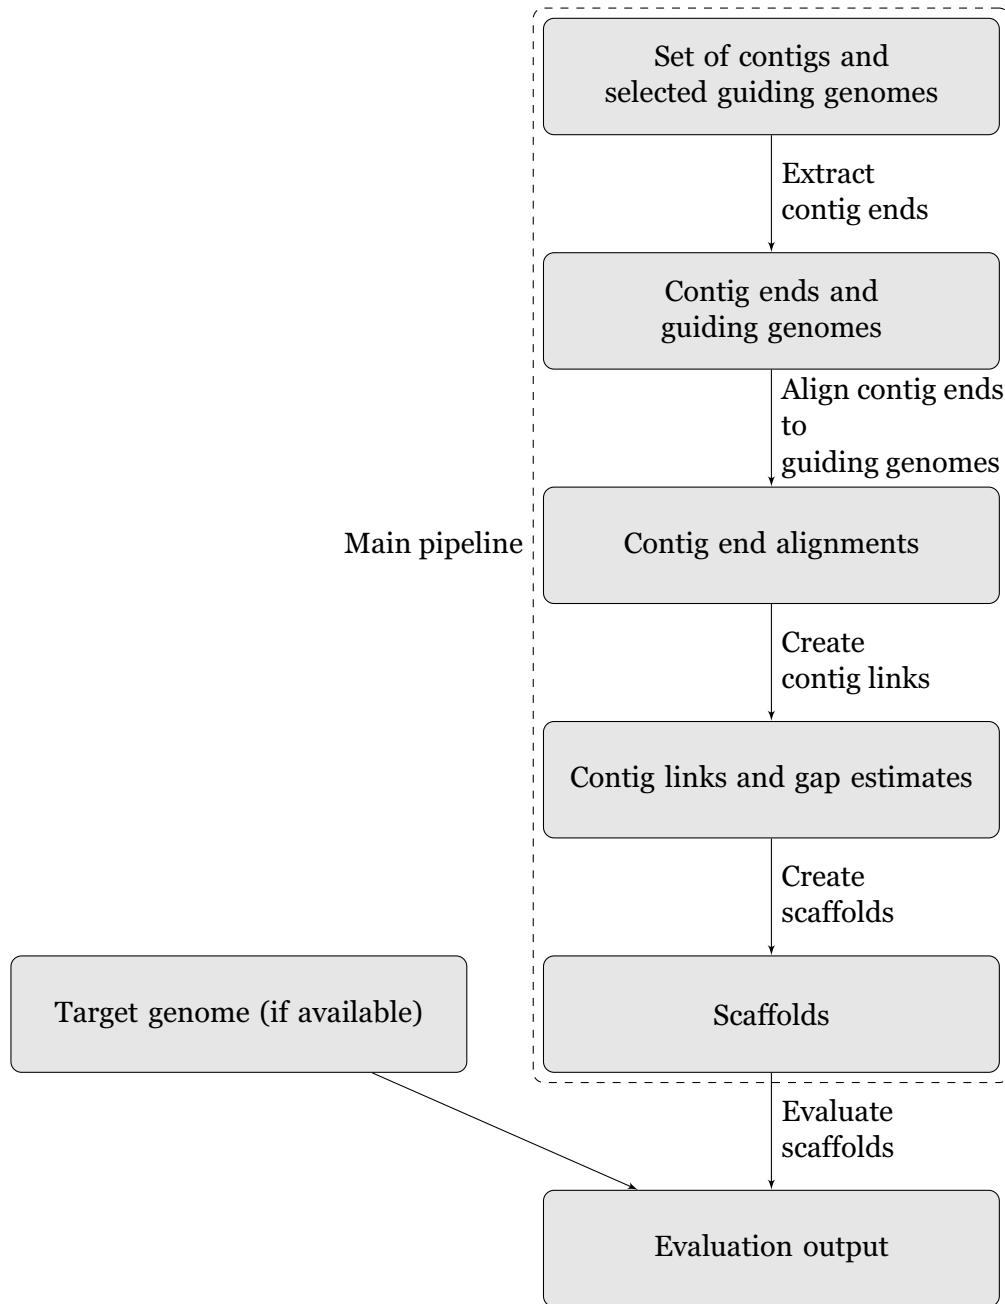 Set of contigs and
selected guiding genomes
Extract
contig ends
Contig ends and
guiding genomes
Align contig ends
to
guiding genomes
Main pipeline
Contig end alignments
Create
contig links
Contig links and gap estimates
Create
scaffolds
Target genome (if available)
Scaffolds
Evaluate
scaffolds
Evaluation output